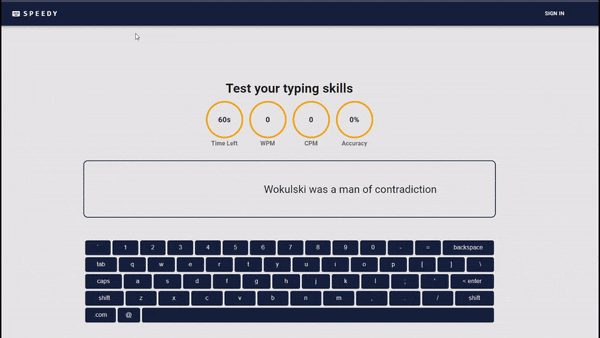 SPEEDY
SIGN IN
Test your typing skills
60s 0 0 0%
Time Left WPM CPM Accuracy
Wokulski was a man of contradiction
` 1 2 3 4 5 6 7 8 9 0 - = backspace
tab q w e r t y u i o p [ ] \
caps a s d f g h j k l ; ' < enter
shift z x c v b n m , . / shift
.com @